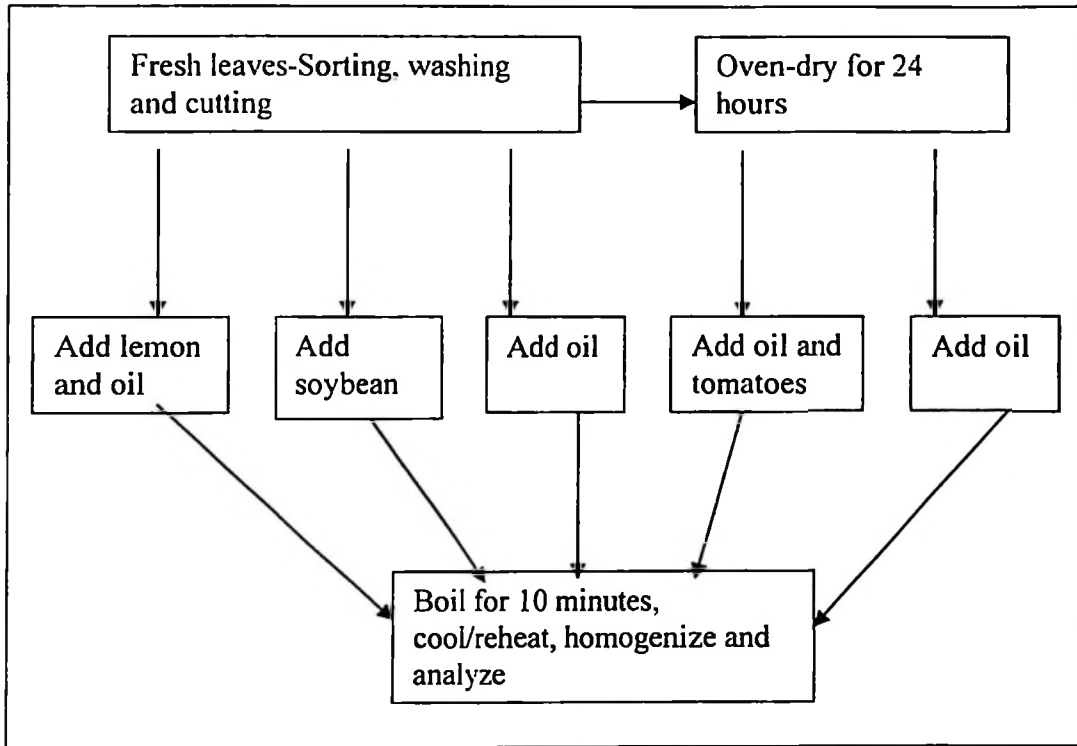 Fresh leaves-Sorting, washing
and cutting
Oven-dry for 24
hours
Add lemon
and oil
Add
soybean
Add oil
Add oil and
tomatoes
Add oil
Boil for 10 minutes,
cool/reheat, homogenize and
analyze